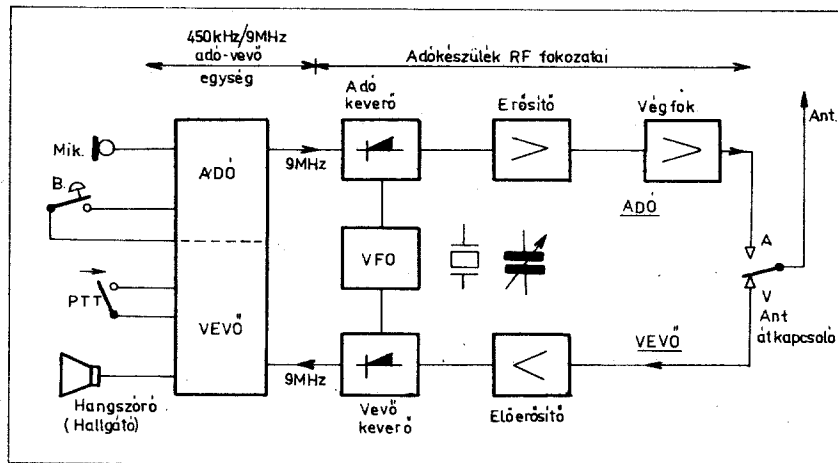 450kHz/9MHz
adó-vevő
egység
Adókészülék RF fokozatai
Adó
keverő
Erősítő
Végfok
Ant.
Mik.
ADÓ
9MHz
B.
ADÓ
VFO
A
PTT
VEVŐ
V
Ant
átkapcsoló
VEVŐ
9MHz
Hangszóró
(Hallgató)
Vevő
keverő
Előerősítő